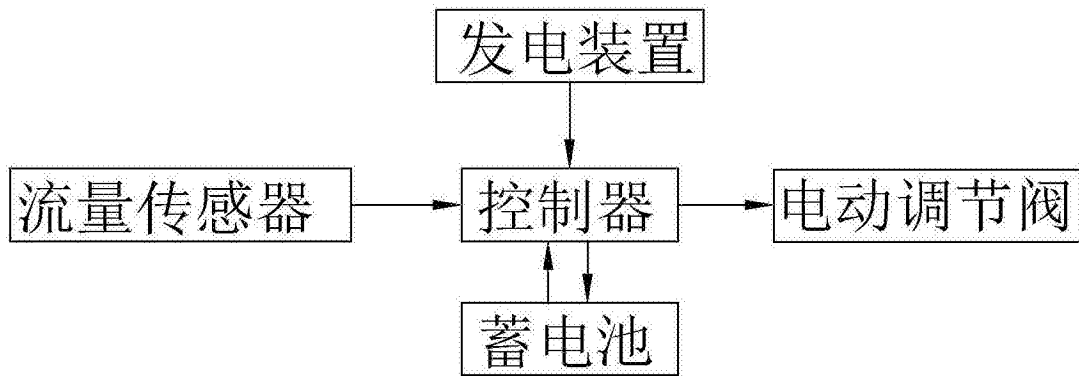 发电装置
流量传感器
控制器
电动调节阀
蓄电池